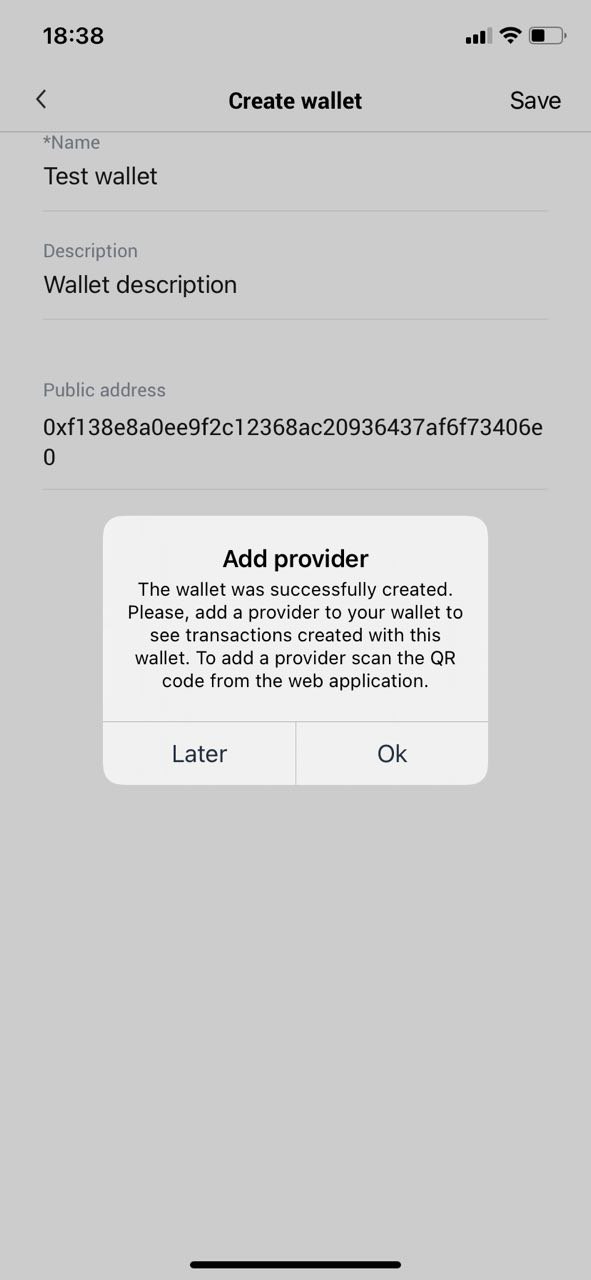 18:38
Create wallet
Save
*Name
Test wallet
Description
Wallet description
Public address
0xf138e8a0ee9f2c12368ac20936437af6f73406e
0
Add provider
The wallet was successfully created.
Please, add a provider to your wallet to
see transactions created with this
wallet. To add a provider scan the QR
code from the web application.
Later
Ok